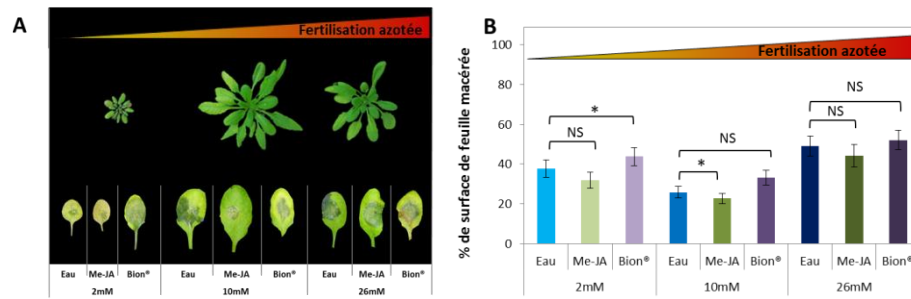 A
Fertilisation azotée
Eau Me-JA Bion® Eau Me-JA Bion® Eau Me-JA Bion®
2mM 10mM 26mM
B
Fertilisation azotée
% de surface de feuille macérée
100
80
60
40
20
0
* NS
NS * NS
NS NS
Eau Me-JA Bion® Eau Me-JA Bion® Eau Me-JA Bion®
2mM 10mM 26mM